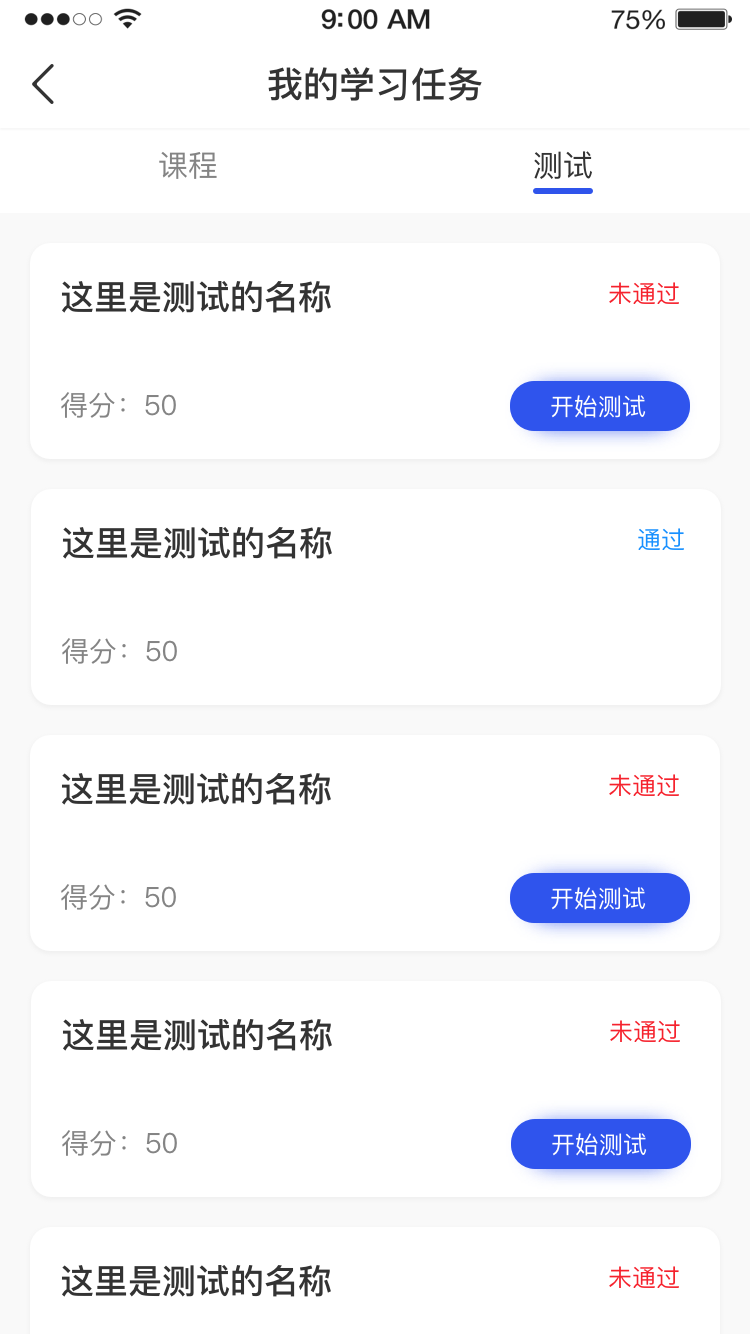 9:00 AM 75%
我的学习任务
课程 测试
这里是测试的名称 未通过
得分：50 开始测试
这里是测试的名称 通过
得分：50
这里是测试的名称 未通过
得分：50 开始测试
这里是测试的名称 未通过
得分：50 开始测试
这里是测试的名称 未通过